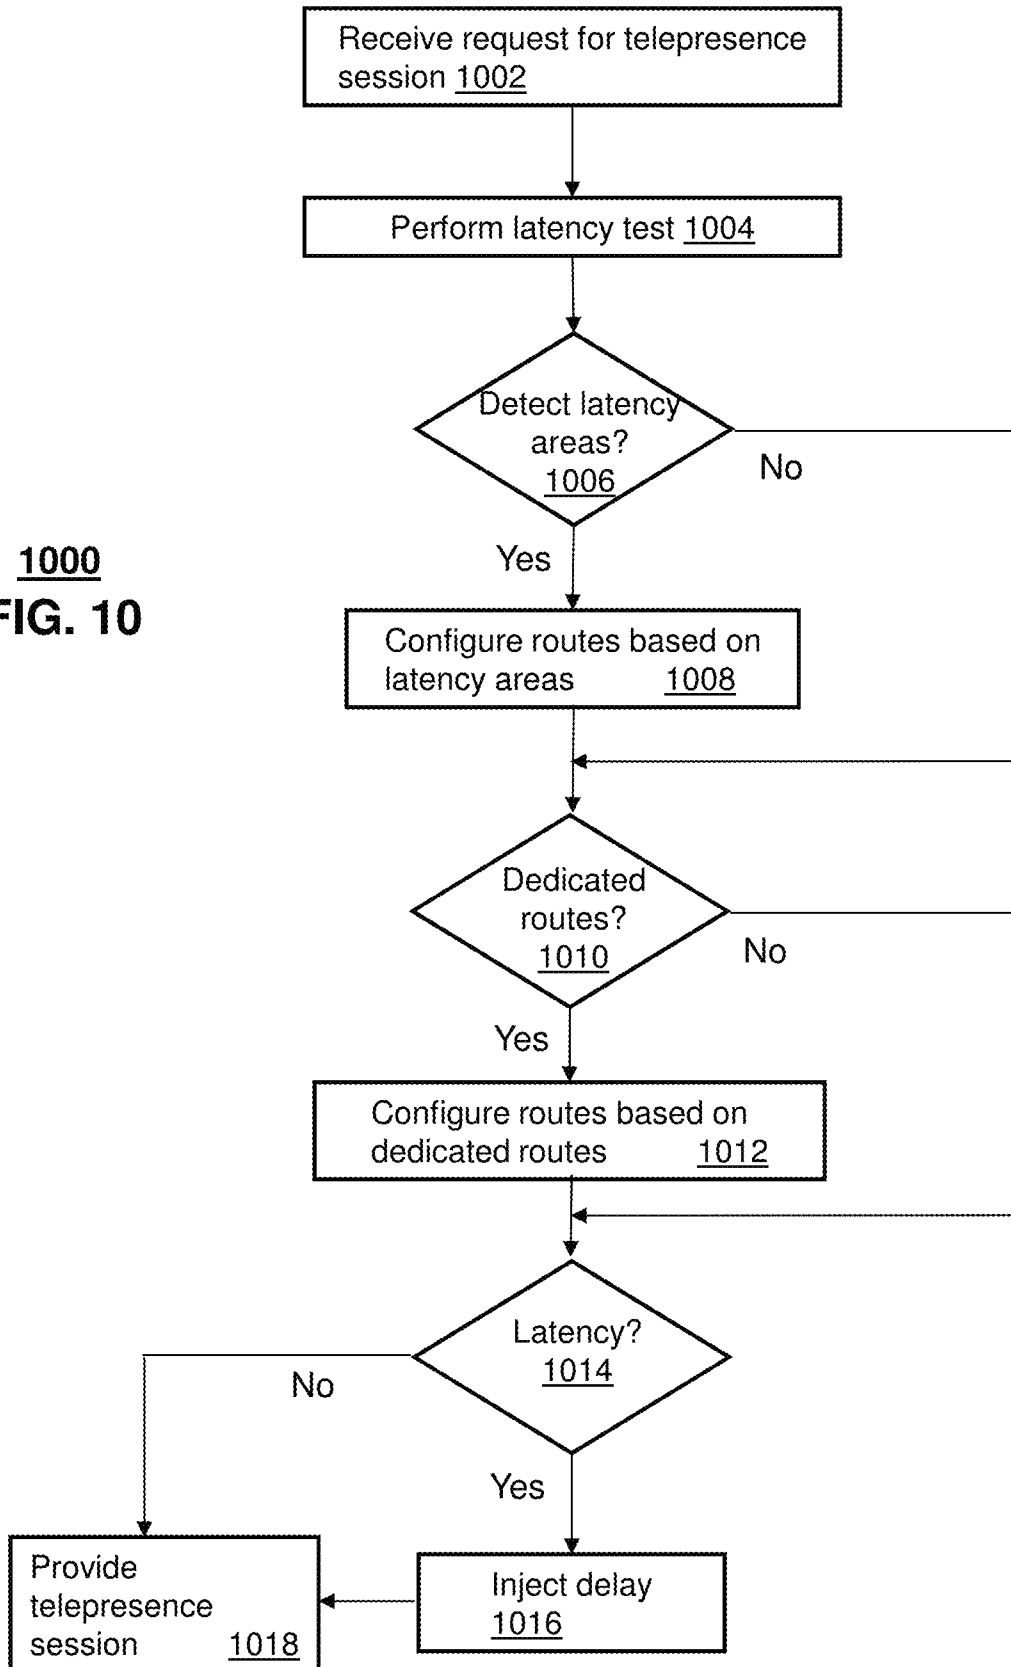 Receive request for telepresence
session 1002
Perform latency test 1004
Detect latency
areas?
1006
No
Yes
1000
FIG. 10
Configure routes based on
latency areas 1008
Dedicated
routes?
1010
No
Yes
Configure routes based on
dedicated routes 1012
Latency?
1014
No
Yes
Inject delay
1016
Provide
telepresence
session 1018